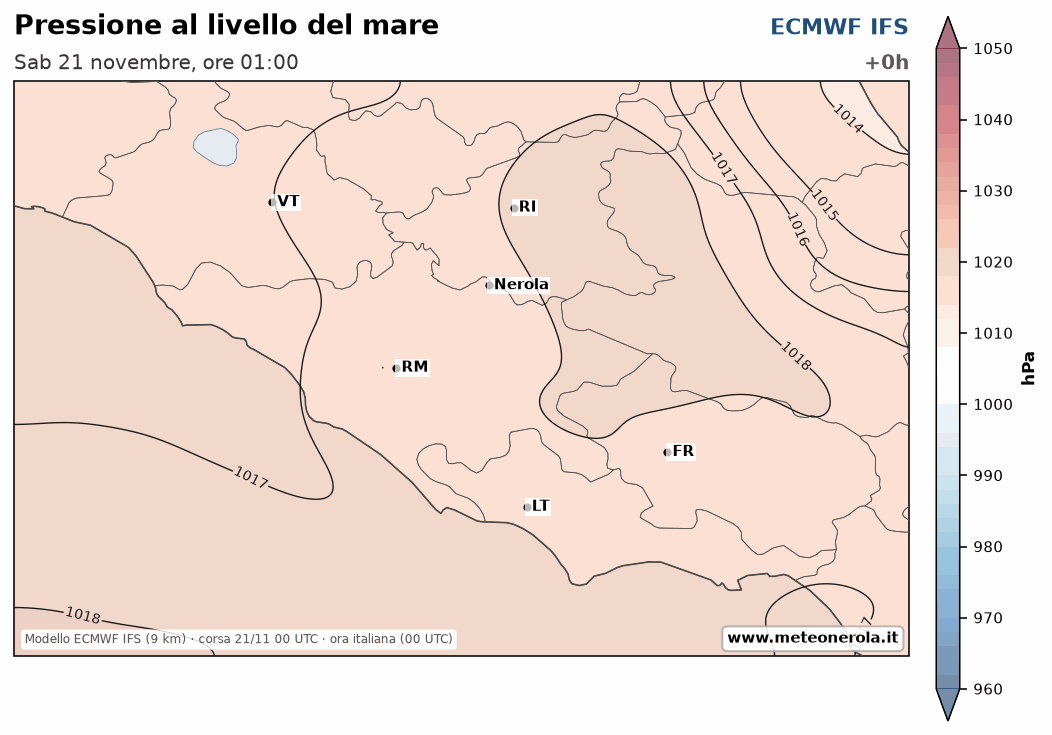 Pressione al livello del mare
ECMWF IFS
Sab 21 novembre, ore 01:00
+0h
1050
1040
1030
1020
1010
1000
990
980
970
960
hPa
1014
1017
1015
1016
VT
RI
Nerola
RM
1018
FR
1017
LT
1018
Modello ECMWF IFS (9 km) · corsa 21/11 00 UTC · ora italiana (00 UTC)
www.meteonerola.it